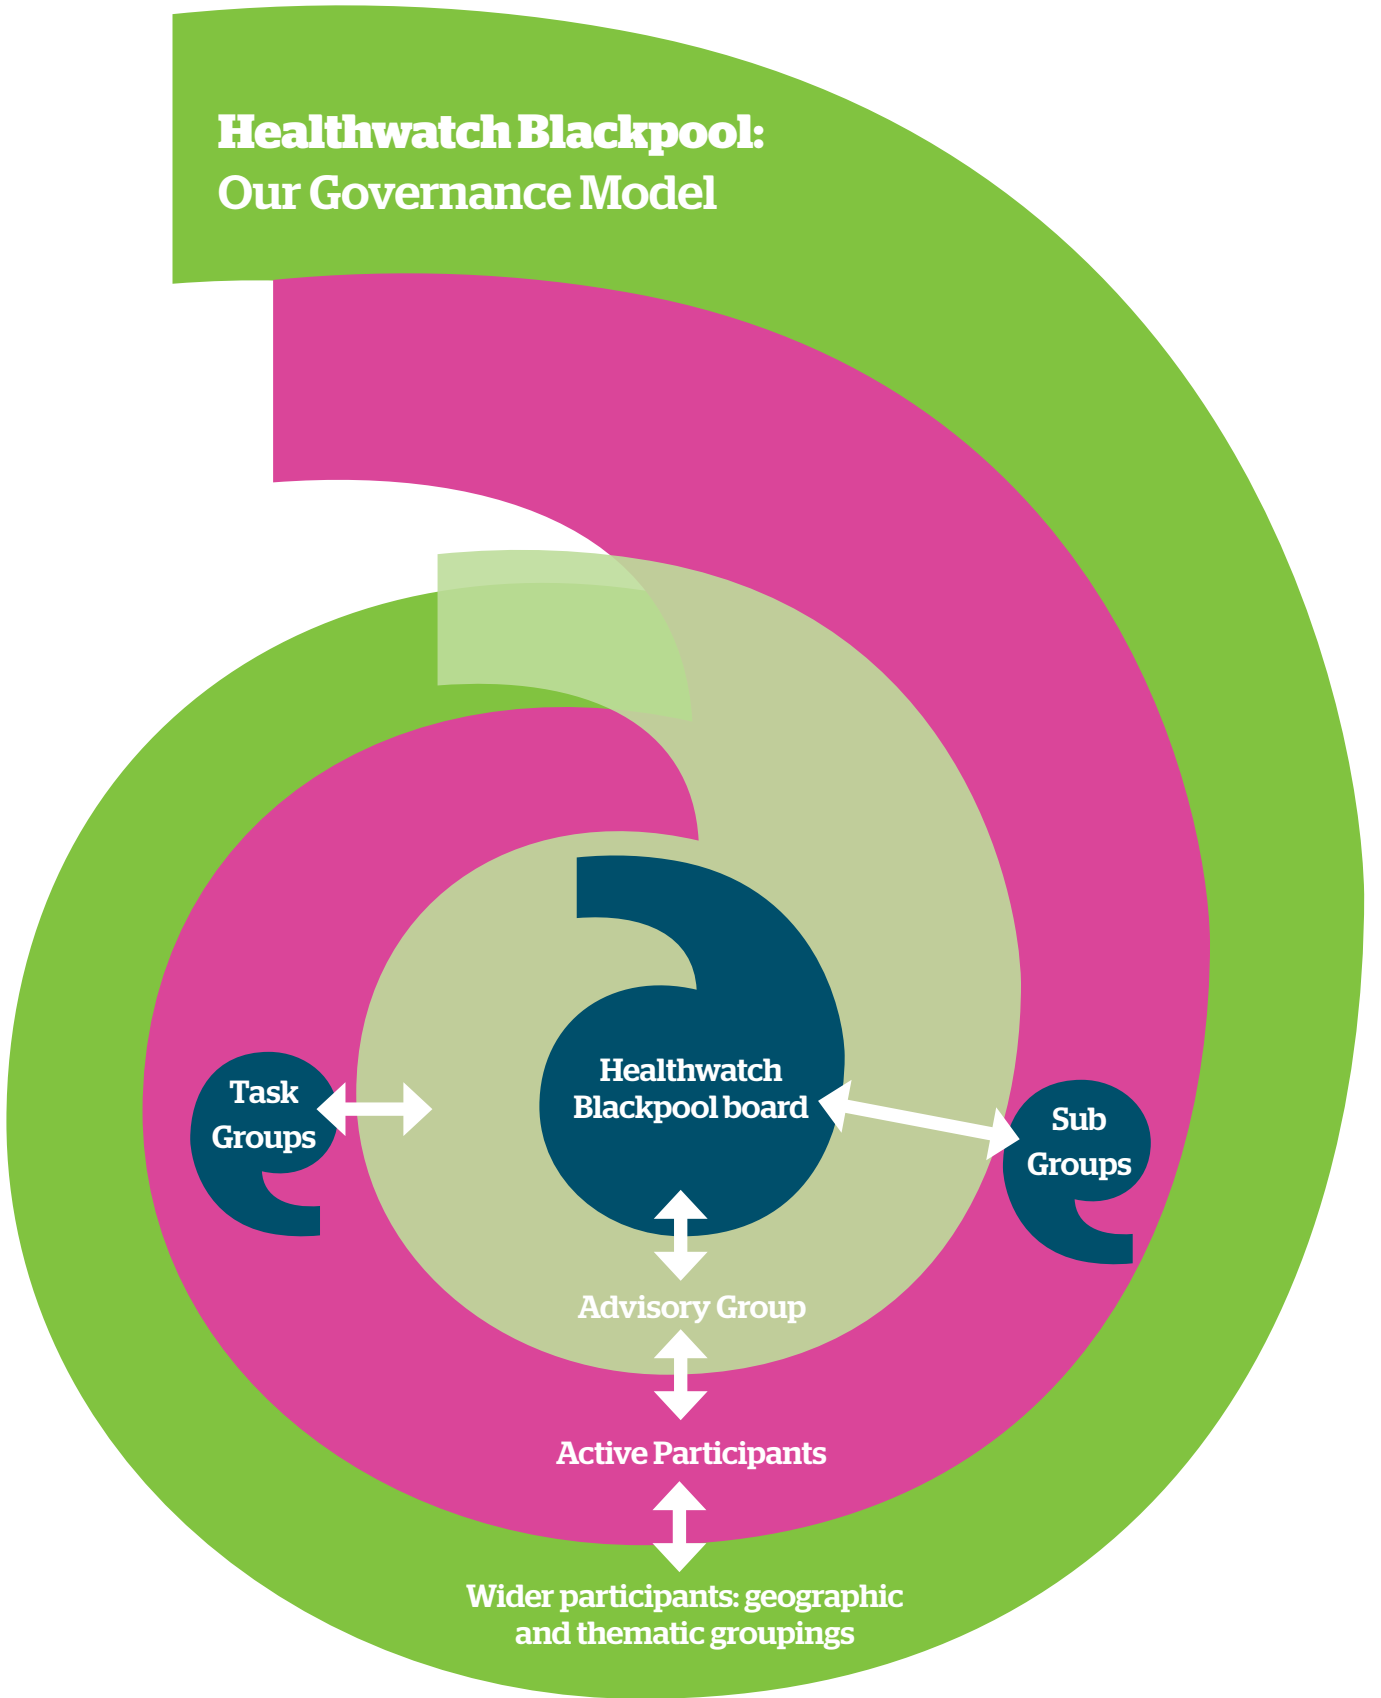 Healthwatch Blackpool:
Our Governance Model
Healthwatch
Blackpool board
Task
Groups
Sub
Groups
Advisory Group
Active Participants
Wider participants: geographic
and thematic groupings